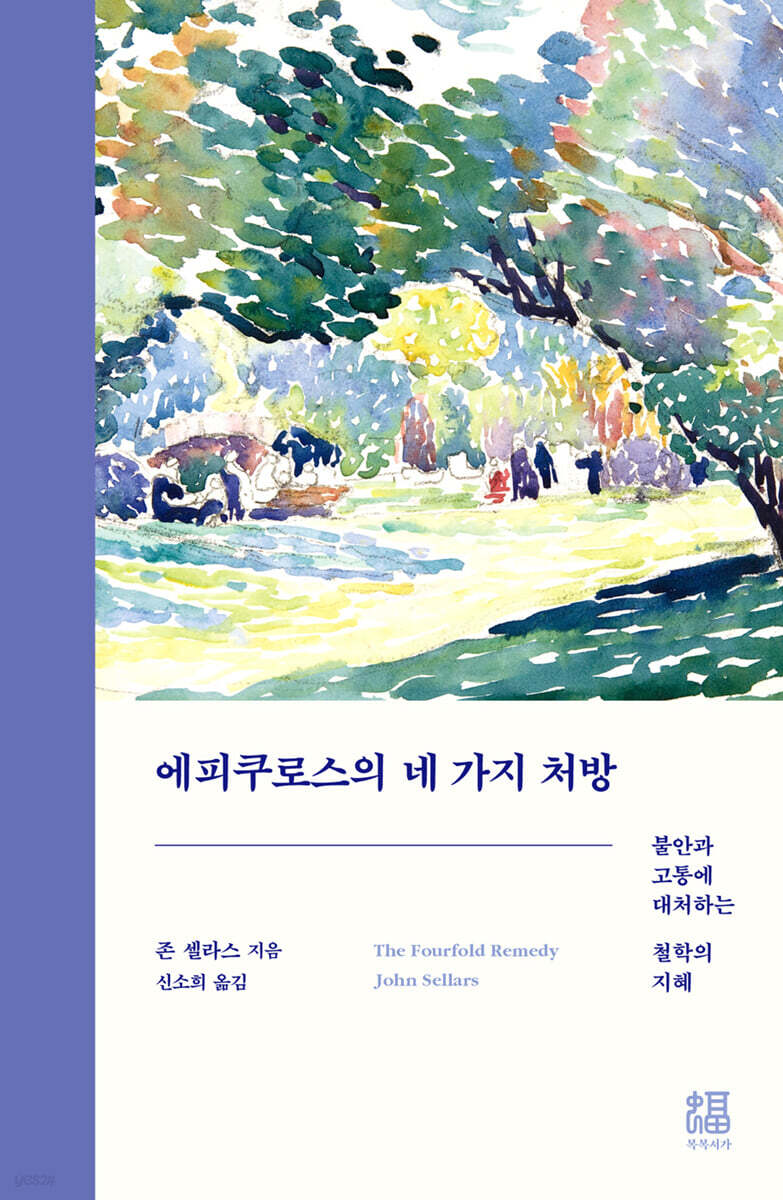 에피쿠로스의 네 가지 처방
불안과
고통에
대처하는
철학의
지혜
존 셀라스 지음
신소희 옮김
The Fourfold Remedy
John Sellars
복복서가
yes24